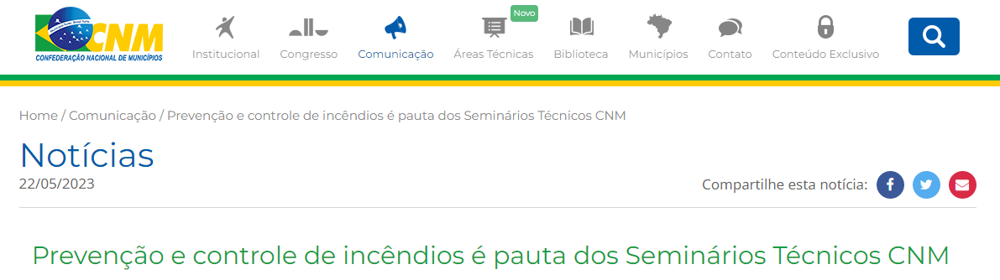 Novo
CNM
CONFEDERAÇÃO NACIONAL DE MUNICÍPIOS
Institucional
Congresso
Comunicação
Áreas Técnicas
Biblioteca
Municípios
Contato
Conteúdo Exclusivo
Home / Comunicação / Prevenção e controle de incêndios é pauta dos Seminários Técnicos CNM
Notícias
22/05/2023
Compartilhe esta notícia:
Prevenção e controle de incêndios é pauta dos Seminários Técnicos CNM